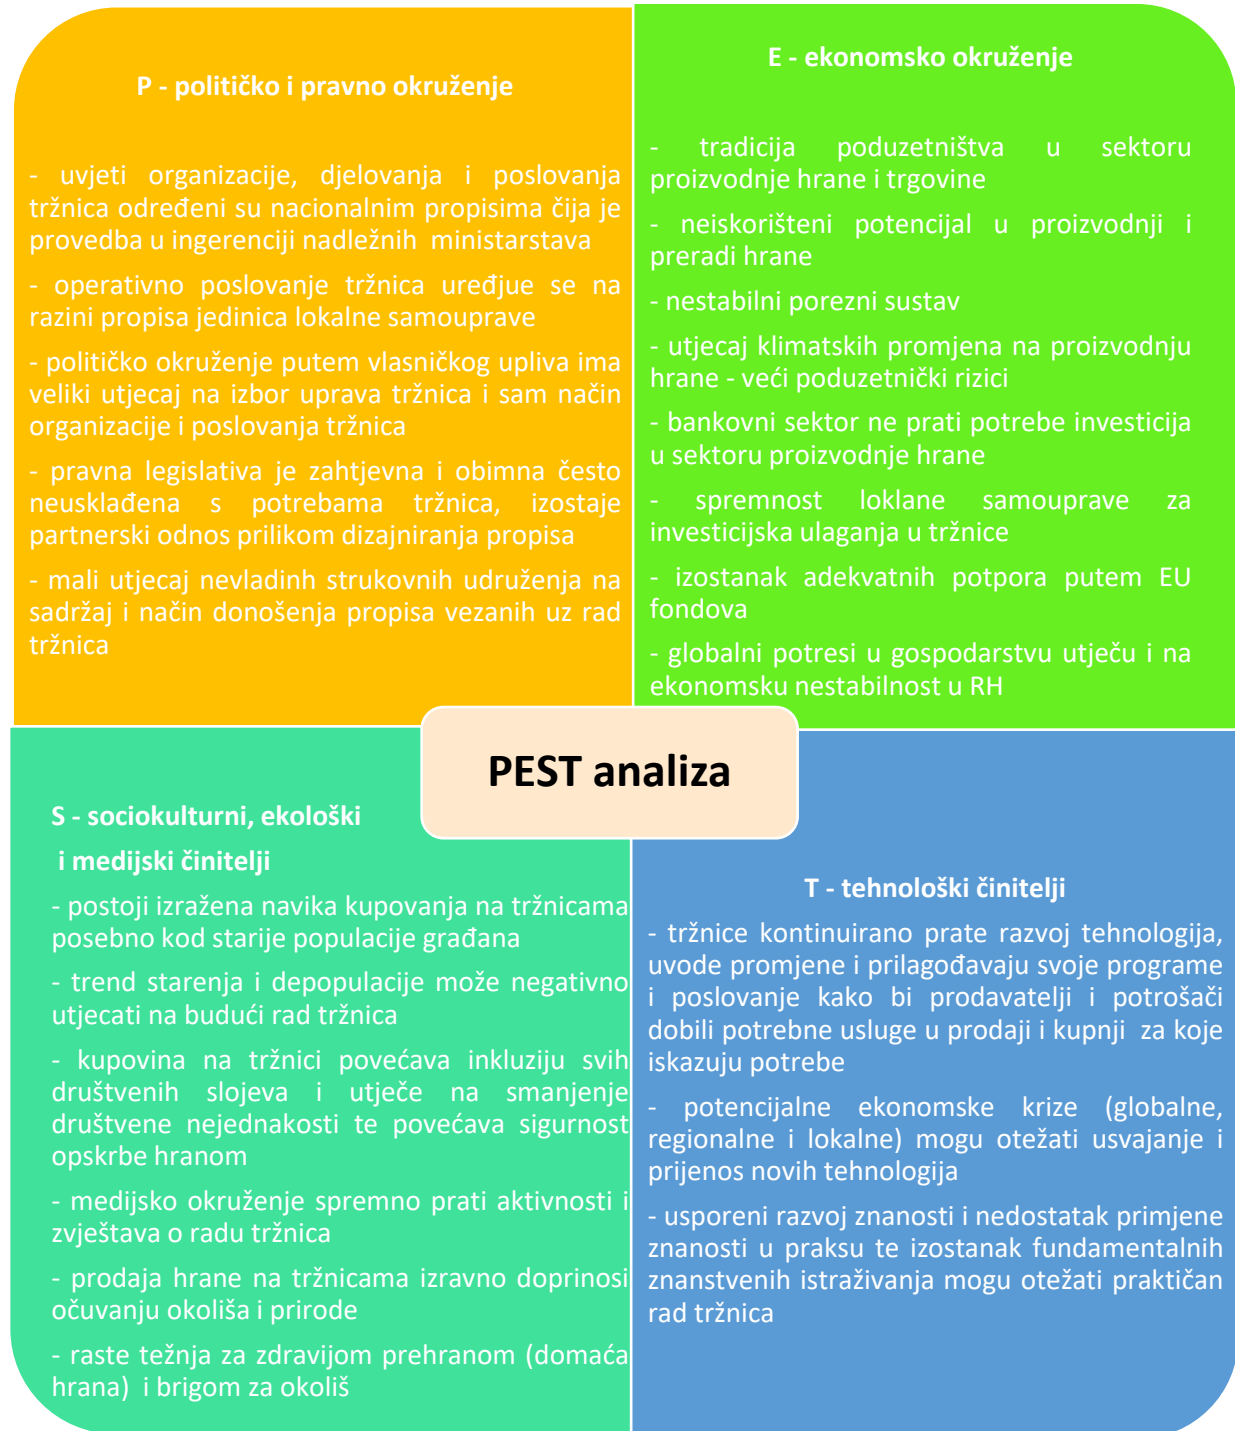 P - političko i pravno okruženje
- uvjeti organizacije, djelovanja i poslovanja
tržnica određeni su nacionalnim propisima čija je
provedba u ingerenciji nadležnih ministarstava
- operativno poslovanje tržnica uredjue se na
razini propisa jedinica lokalne samouprave
- političko okruženje putem vlasničkog upliva ima
veliki utjecaj na izbor uprava tržnica i sam način
organizacije i poslovanja tržnica
- pravna legislativa je zahtjevna i obimna često
neusklađena s potrebama tržnica, izostaje
partnerski odnos prilikom dizajniranja propisa
- mali utjecaj nevladinh strukovnih udruženja na
sadržaj i način donošenja propisa vezanih uz rad
tržnica
E - ekonomsko okruženje
- tradicija poduzetništva u sektoru
proizvodnje hrane i trgovine
- neiskorišteni potencijal u proizvodnji i
preradi hrane
- nestabilni porezni sustav
- utjecaj klimatskih promjena na proizvodnju
hrane - veći poduzetnički rizici
- bankovni sektor ne prati potrebe investicija
u sektoru proizvodnje hrane
- spremnost loklane samouprave za
investicijska ulaganja u tržnice
- izostanak adekvatnih potpora putem EU
fondova
- globalni potresi u gospodarstvu utječu i na
ekonomsku nestabilnost u RH
PEST analiza
S - sociokulturni, ekološki
i medijski činitelji
- postoji izražena navika kupovanja na tržnicama
posebno kod starije populacije građana
- trend starenja i depopulacije može negativno
utjecati na budući rad tržnica
- kupovina na tržnici povećava inkluziju svih
društvenih slojeva i utječe na smanjenje
društvene nejednakosti te povećava sigurnost
opskrbe hranom
- medijsko okruženje spremno prati aktivnosti i
zvještava o radu tržnica
- prodaja hrane na tržnicama izravno doprinosi
očuvanju okoliša i prirode
- raste težnja za zdravijom prehranom (domaća
hrana) i brigom za okoliš
T - tehnološki činitelji
- tržnice kontinuirano prate razvoj tehnologija,
uvode promjene i prilagođavaju svoje programe
i poslovanje kako bi prodavatelji i potrošači
dobili potrebne usluge u prodaji i kupnji za koje
iskazuju potrebe
- potencijalne ekonomske krize (globalne,
regionalne i lokalne) mogu otežati usvajanje i
prijenos novih tehnologija
- usporeni razvoj znanosti i nedostatak primjene
znanosti u praksu te izostanak fundamentalnih
znanstvenih istraživanja mogu otežati praktičan
rad tržnica